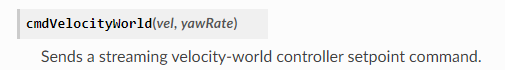 cmdVelocityWorld(vel, yawRate)
Sends a streaming velocity-world controller setpoint command.